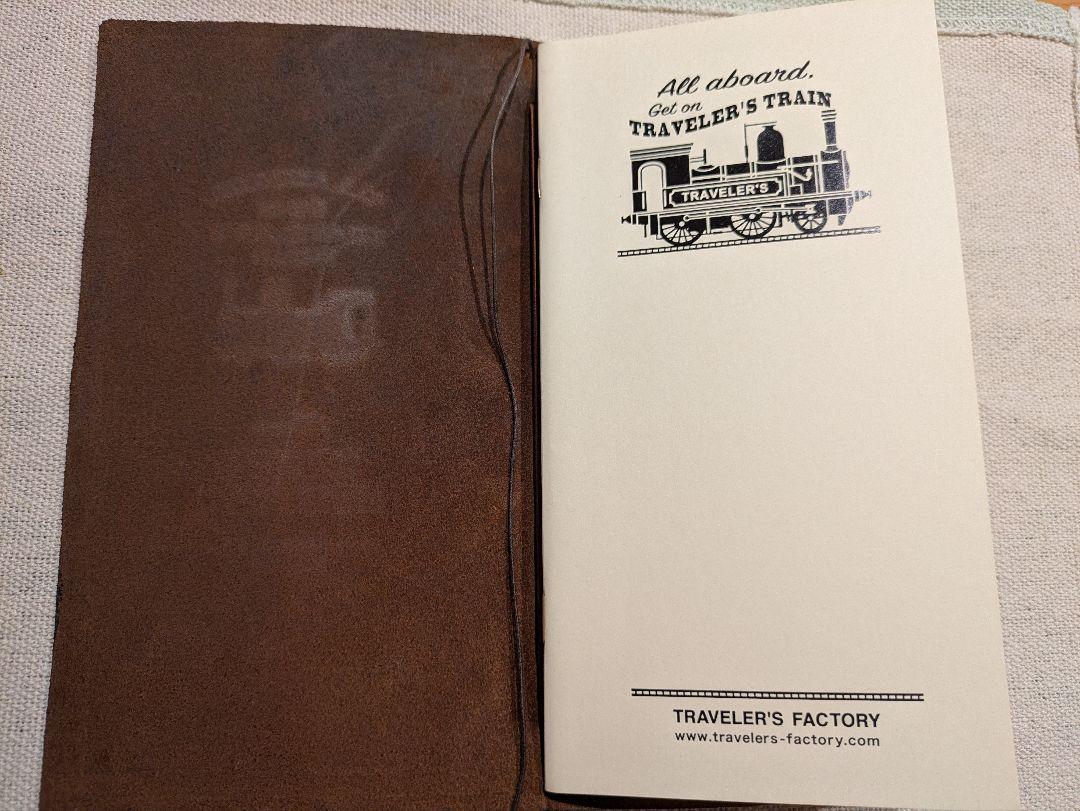 All aboard.
Get on
TRAVELER'S TRAIN
TRAVELER'S
TRAVELER'S FACTORY
www.travelers-factory.com